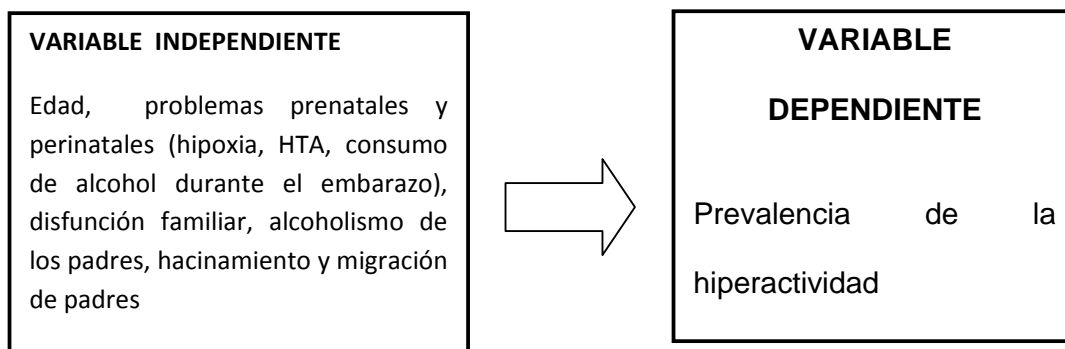 VARIABLE INDEPENDIENTE
Edad, problemas prenatales y
perinatales (hipoxia, HTA, consumo
de alcohol durante el embarazo),
disfunción familiar, alcoholismo de
los padres, hacinamiento y migración
de padres
VARIABLE
DEPENDIENTE
Prevalencia de la
hiperactividad